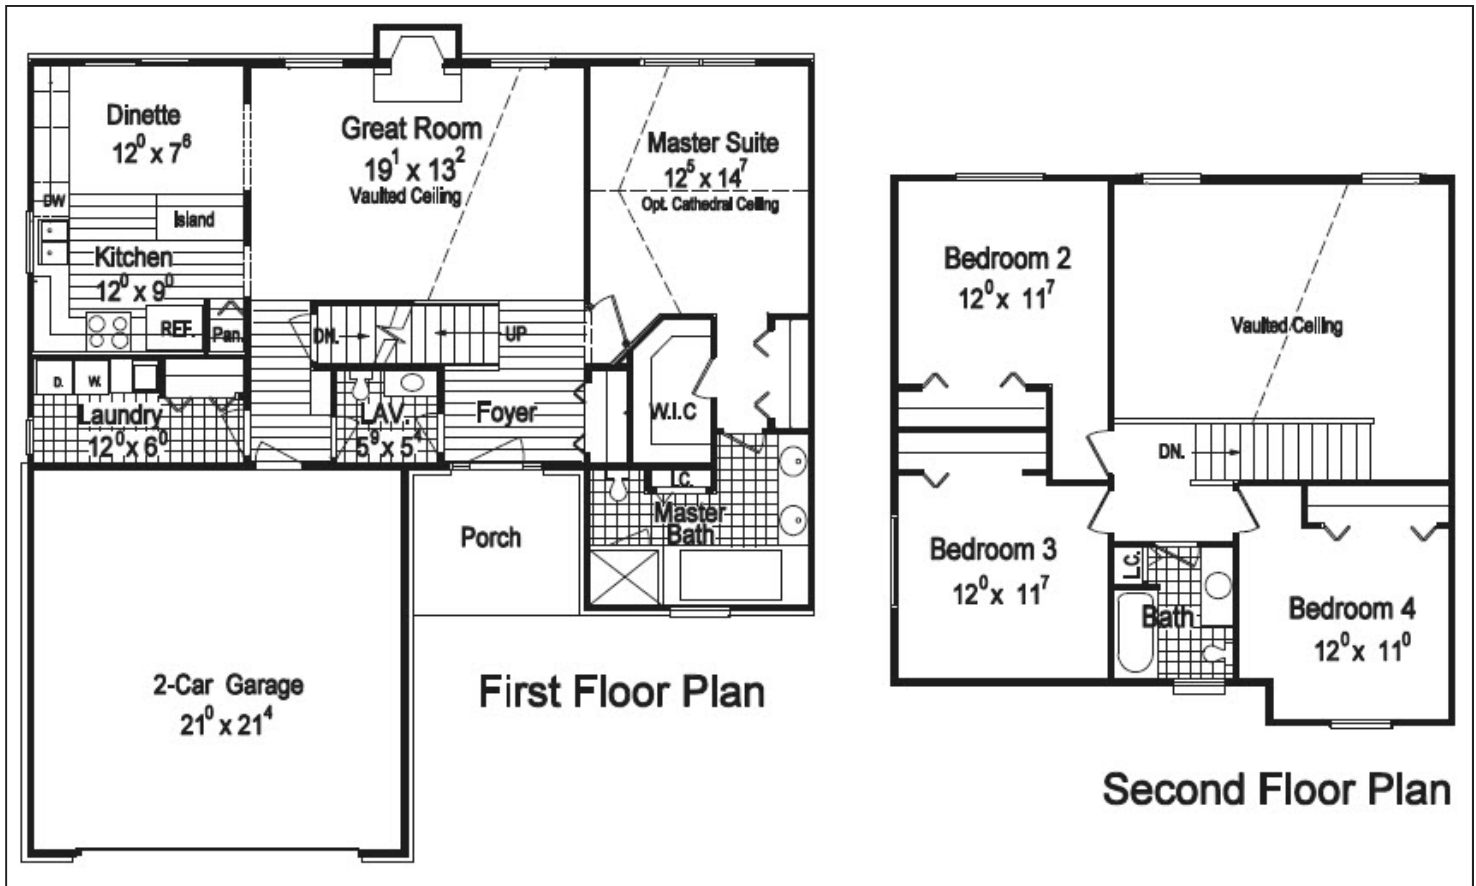 Dinette
12⁰ x 7⁶
Great Room
19¹ x 13²
Vaulted Ceiling
Master Suite
12⁵ x 14⁷
Opt. Cathedral Ceiling
DW
Island
Kitchen
12⁰ x 9⁰
REF.
Pan.
DN.
UP
D.
W.
Laundry
12⁰ x 6⁰
LAV.
5⁹ x 5⁴
Foyer
W.I.C
L.C.
Master
Bath
Porch
2-Car Garage
21⁰ x 21⁴
First Floor Plan
Bedroom 2
12⁰ x 11⁷
Vaulted Ceiling
DN.
Bedroom 3
12⁰ x 11⁷
L.C.
Bath
Bedroom 4
12⁰ x 11⁰
Second Floor Plan